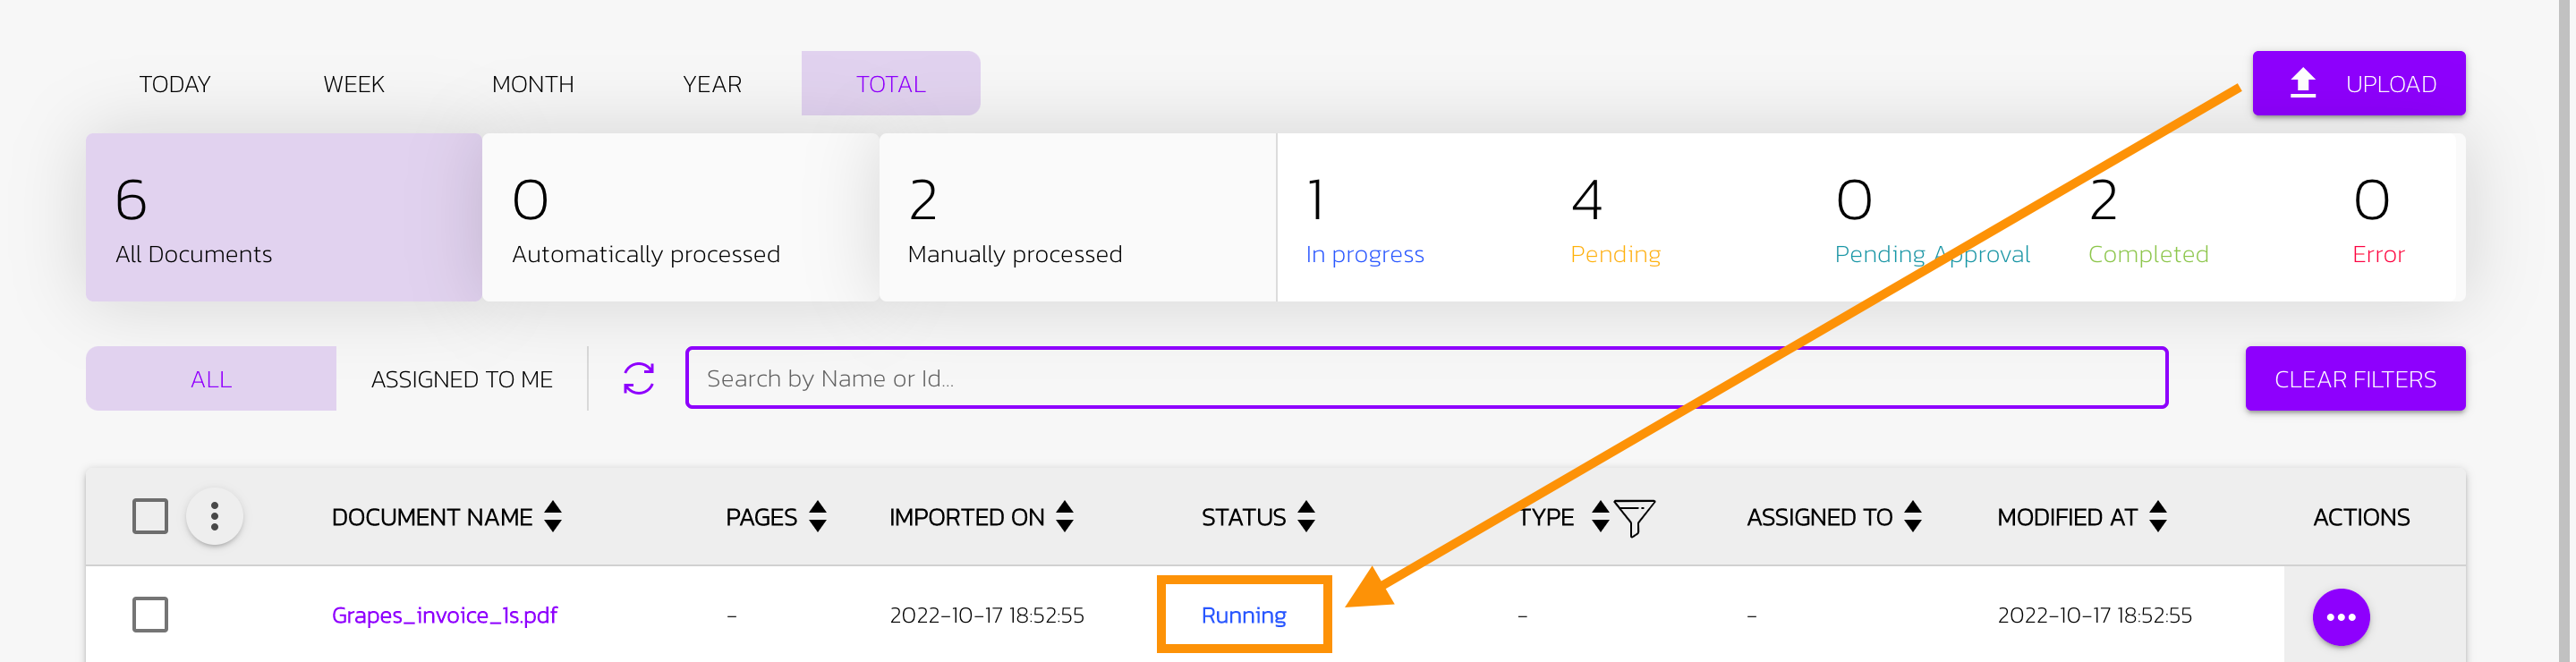 TODAY WEEK MONTH YEAR TOTAL UPLOAD
6 0 2 1 4 0 2 0
All Documents Automatically processed Manually processed In progress Pending Pending Approval Completed Error
ALL ASSIGNED TO ME Search by Name or Id... CLEAR FILTERS
DOCUMENT NAME PAGES IMPORTED ON STATUS TYPE ASSIGNED TO MODIFIED AT ACTIONS
Grapes_invoice_1s.pdf - 2022-10-17 18:52:55 Running - - 2022-10-17 18:52:55